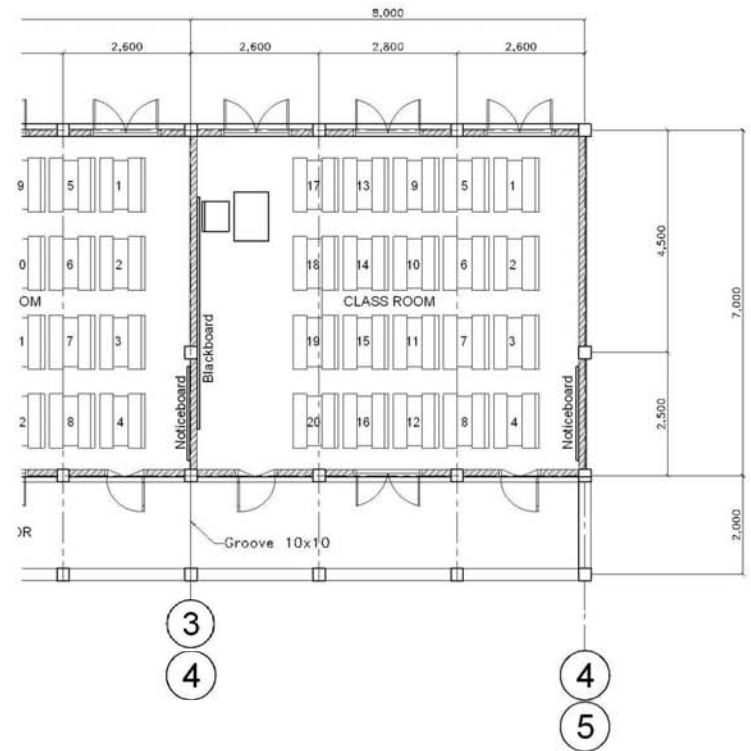 8,000
2,600 2,600 2,800 2,600
9 5 1 17 13 9 5 1
0 6 2 18 14 10 6 2
4,500
7,000
OM CLASS ROOM
1 7 3 19 15 11 7 3
Blackboard
Noticeboard Noticeboard
2,500
2 8 4 20 16 12 8 4
OR Groove 10x10
2,000
3
4 4
5